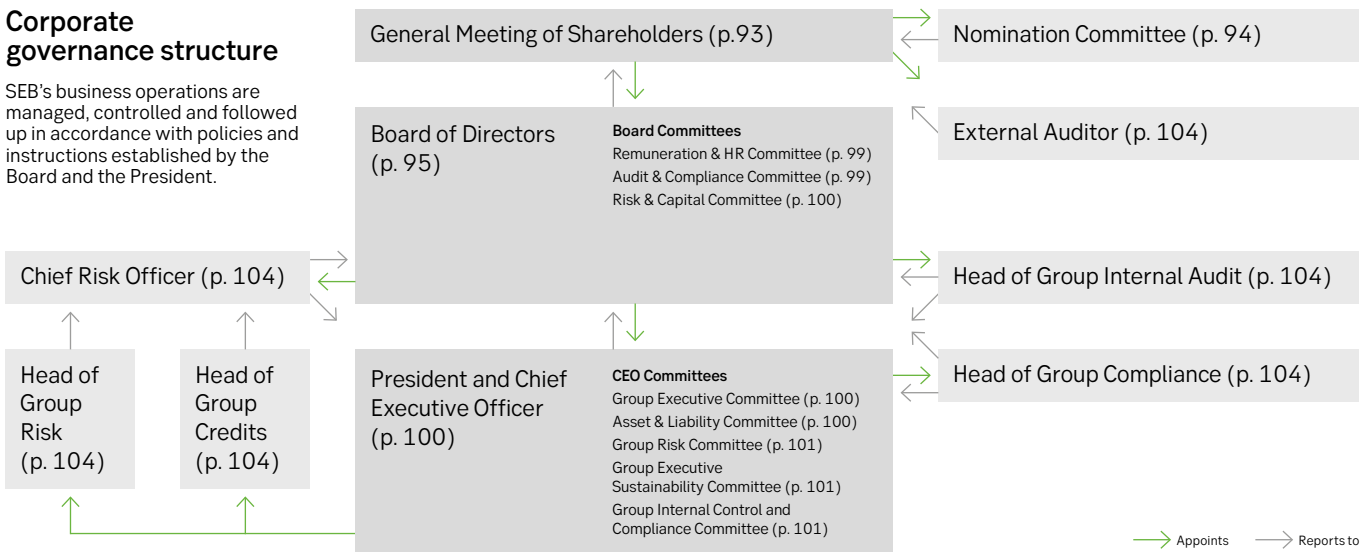 Corporate
governance structure
SEB's business operations are
managed, controlled and followed
up in accordance with policies and
instructions established by the
Board and the President.
General Meeting of Shareholders (p.93)
Nomination Committee (p. 94)
Board of Directors
(p. 95)
Board Committees
Remuneration & HR Committee (p. 99)
Audit & Compliance Committee (p. 99)
Risk & Capital Committee (p. 100)
External Auditor (p. 104)
Chief Risk Officer (p. 104)
Head of Group Internal Audit (p. 104)
Head of
Group
Risk
(p. 104)
Head of
Group
Credits
(p. 104)
President and Chief
Executive Officer
(p. 100)
CEO Committees
Group Executive Committee (p. 100)
Asset & Liability Committee (p. 100)
Group Risk Committee (p. 101)
Group Executive
Sustainability Committee (p. 101)
Group Internal Control and
Compliance Committee (p. 101)
Head of Group Compliance (p. 104)
Appoints
Reports to